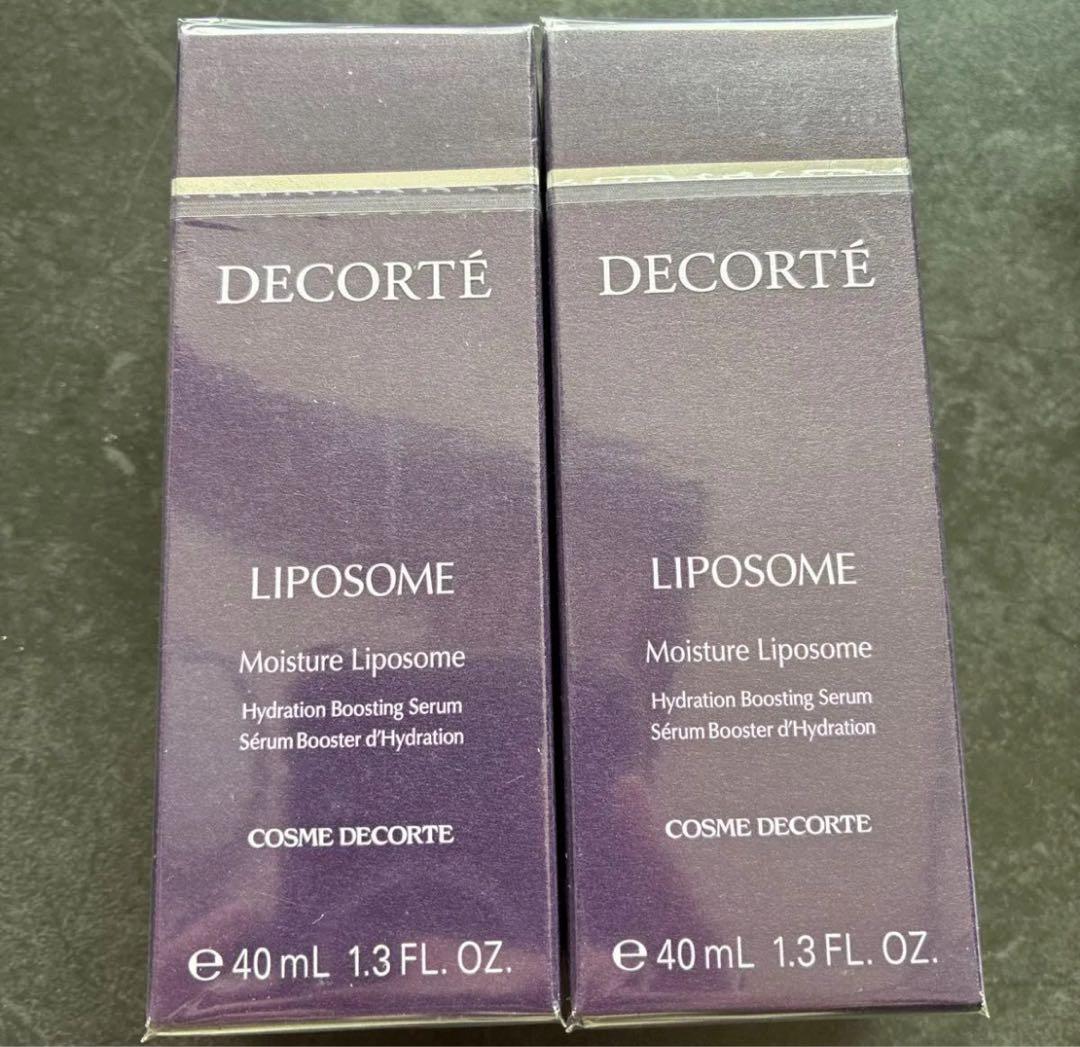 DECORTÉ
LIPOSOME
Moisture Liposome
Hydration Boosting Serum
Sérum Booster d'Hydration
COSME DECORTE
e 40 mL 1.3 FL. OZ.
DECORTÉ
LIPOSOME
Moisture Liposome
Hydration Boosting Serum
Sérum Booster d'Hydration
COSME DECORTE
e 40 mL 1.3 FL. OZ.